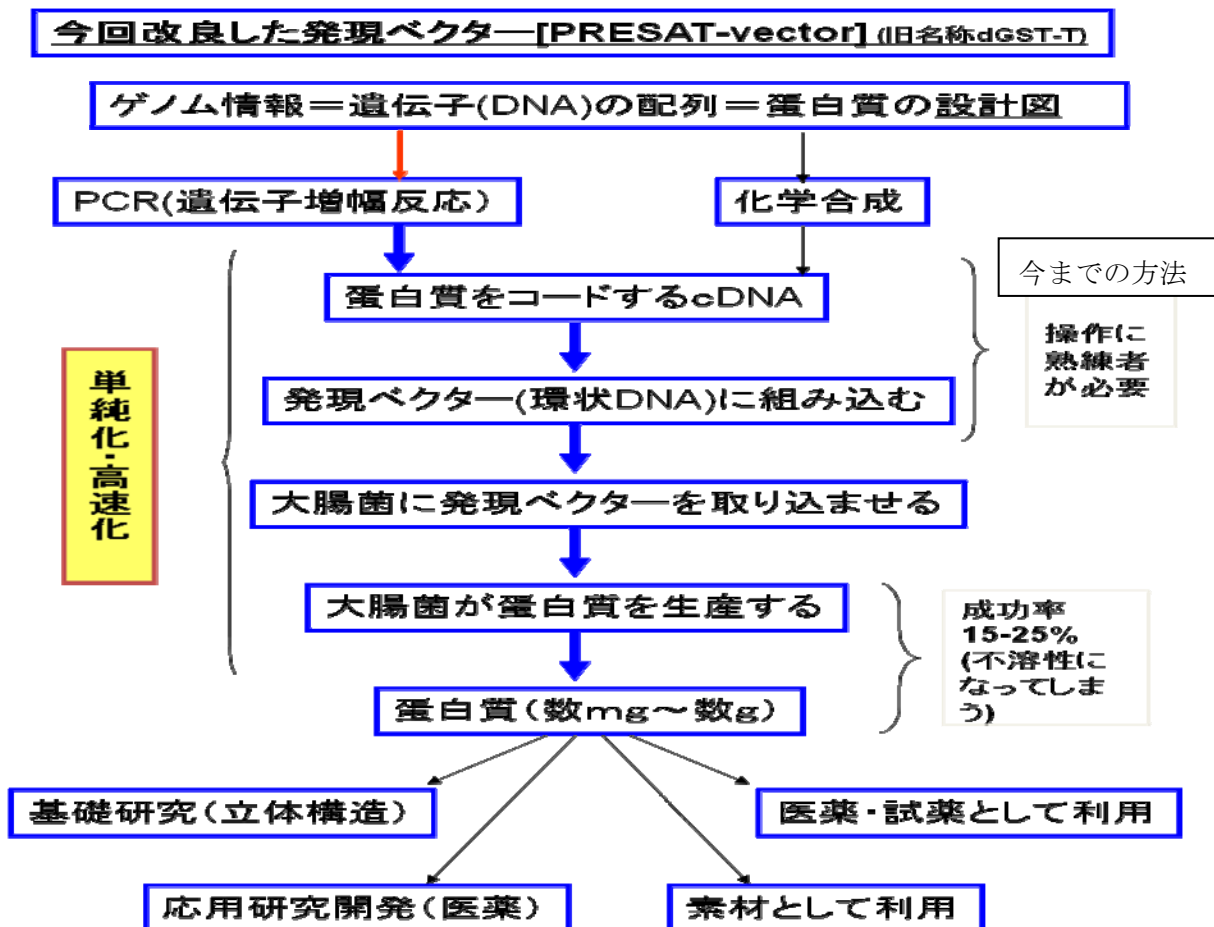 今回改良した発現ベクター[PRESAT-vector] (旧名称dGST-T)
ゲノム情報＝遺伝子(DNA)の配列＝蛋白質の設計図
PCR(遺伝子増幅反応)
化学合成
今までの方法
蛋白質をコードするcDNA
操作に
熟練者
が必要
単純化・高速化
発現ベクター(環状DNA)に組み込む
大腸菌に発現ベクターを取り込ませる
大腸菌が蛋白質を生産する
成功率
15-25%
(不溶性に
なってしま
う)
蛋白質(数mg～数g)
基礎研究(立体構造)
医薬・試薬として利用
応用研究開発(医薬)
素材として利用